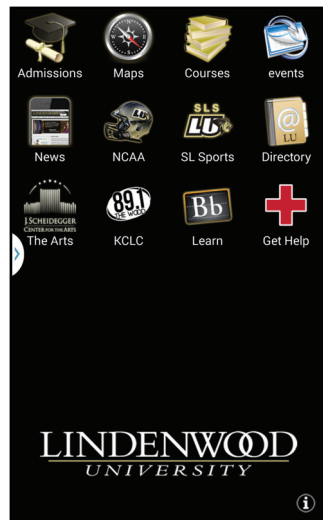 Admissions
Maps
Courses
events
LU
SLS
LU
@
LU
News
NCAA
SL Sports
Directory
J.SCHEIDEGGER
CENTER FOR THE ARTS
89.1
THE WOOD
Bb
The Arts
KCLC
Learn
Get Help
LINDENWOOD
UNIVERSITY
i